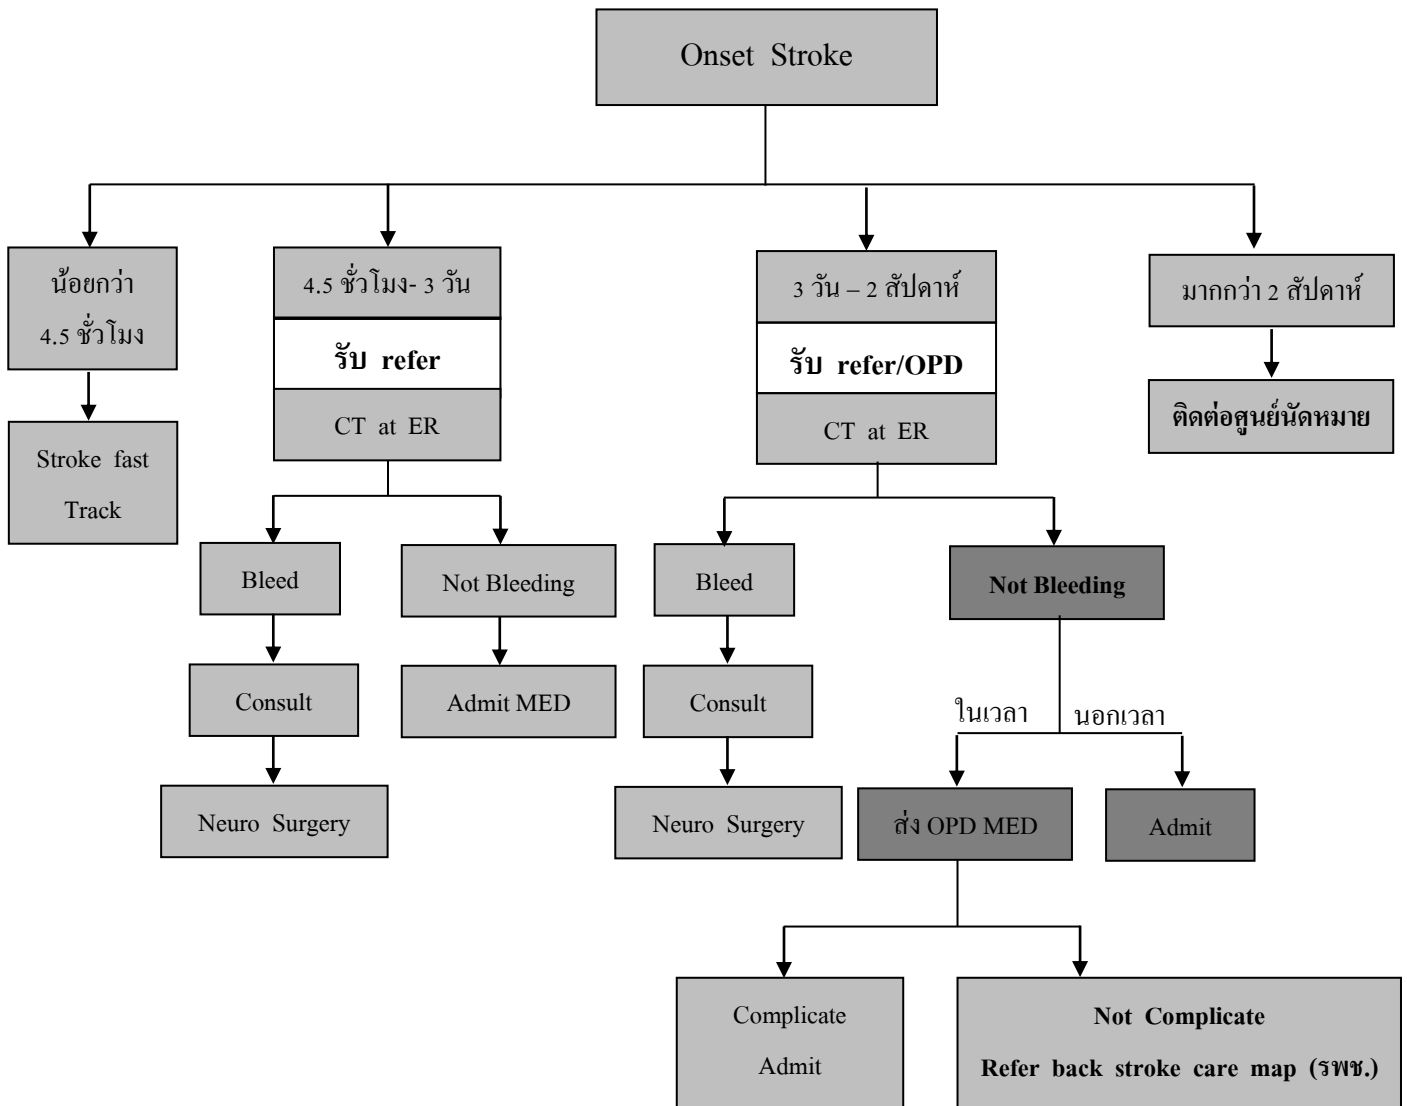 Onset Stroke
น้อยกว่า
4.5 ชั่วโมง
Stroke fast
Track
4.5 ชั่วโมง- 3 วัน
รับ refer
CT at ER
Bleed
Consult
Neuro Surgery
Not Bleeding
Admit MED
3 วัน – 2 สัปดาห์
รับ refer/OPD
CT at ER
Bleed
Consult
Neuro Surgery
Not Bleeding
ในเวลา
นอกเวลา
ส่ง OPD MED
Admit
Complicate
Admit
Not Complicate
Refer back stroke care map (รพช.)
มากกว่า 2 สัปดาห์
ติดต่อศูนย์นัดหมาย